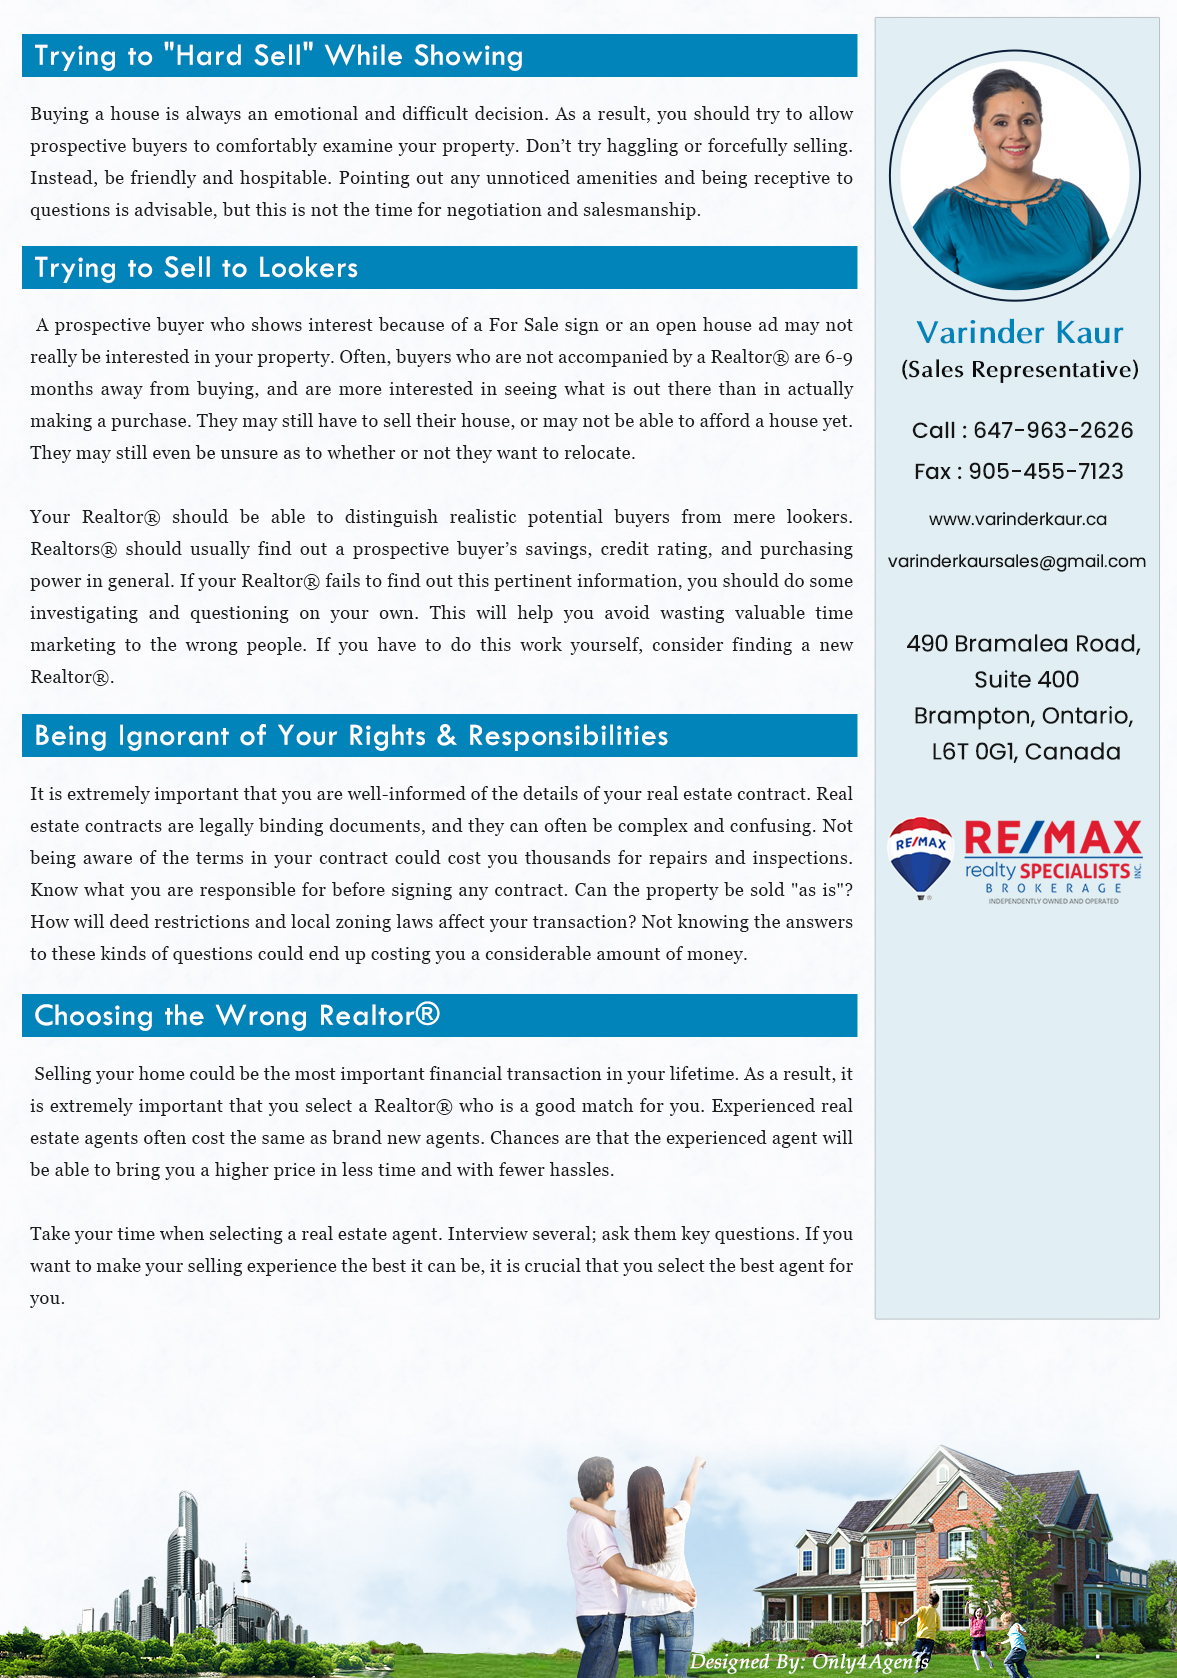 Trying to "Hard Sell" While Showing
Buying a house is always an emotional and difficult decision. As a result, you should try to allow
prospective buyers to comfortably examine your property. Don’t try haggling or forcefully selling.
Instead, be friendly and hospitable. Pointing out any unnoticed amenities and being receptive to
questions is advisable, but this is not the time for negotiation and salesmanship.
Trying to Sell to Lookers
A prospective buyer who shows interest because of a For Sale sign or an open house ad may not
really be interested in your property. Often, buyers who are not accompanied by a Realtor® are 6-9
months away from buying, and are more interested in seeing what is out there than in actually
making a purchase. They may still have to sell their house, or may not be able to afford a house yet.
They may still even be unsure as to whether or not they want to relocate.
Your Realtor® should be able to distinguish realistic potential buyers from mere lookers.
Realtors® should usually find out a prospective buyer’s savings, credit rating, and purchasing
power in general. If your Realtor® fails to find out this pertinent information, you should do some
investigating and questioning on your own. This will help you avoid wasting valuable time
marketing to the wrong people. If you have to do this work yourself, consider finding a new
Realtor®.
Being Ignorant of Your Rights & Responsibilities
It is extremely important that you are well-informed of the details of your real estate contract. Real
estate contracts are legally binding documents, and they can often be complex and confusing. Not
being aware of the terms in your contract could cost you thousands for repairs and inspections.
Know what you are responsible for before signing any contract. Can the property be sold "as is"?
How will deed restrictions and local zoning laws affect your transaction? Not knowing the answers
to these kinds of questions could end up costing you a considerable amount of money.
Choosing the Wrong Realtor®
Selling your home could be the most important financial transaction in your lifetime. As a result, it
is extremely important that you select a Realtor® who is a good match for you. Experienced real
estate agents often cost the same as brand new agents. Chances are that the experienced agent will
be able to bring you a higher price in less time and with fewer hassles.
Take your time when selecting a real estate agent. Interview several; ask them key questions. If you
want to make your selling experience the best it can be, it is crucial that you select the best agent for
you.
Varinder Kaur
(Sales Representative)
Call : 647-963-2626
Fax : 905-455-7123
www.varinderkaur.ca
varinderkaursales@gmail.com
490 Bramalea Road,
Suite 400
Brampton, Ontario,
L6T 0G1, Canada
RE/MAX
RE/MAX
realty SPECIALISTS INC.
BROKERAGE
INDEPENDENTLY OWNED AND OPERATED
Designed By: Only4Agents